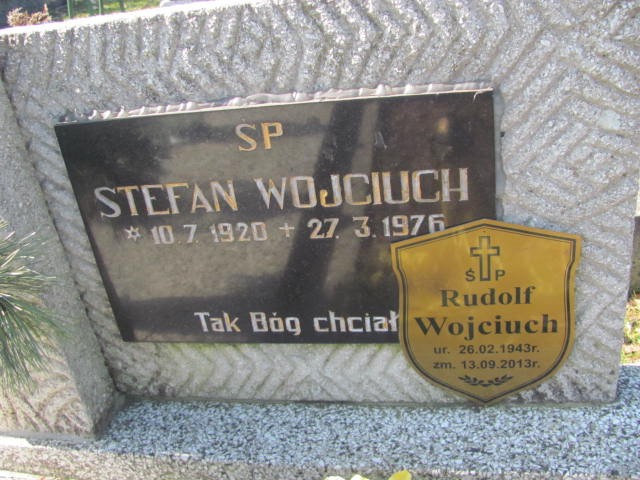 SP
STEFAN WOJCIUCH
* 10.7.1920 + 27.3.1976
Tak Bóg chciał
Ś P
Rudolf
Wojciuch
ur. 26.02.1943r.
zm. 13.09.2013r.